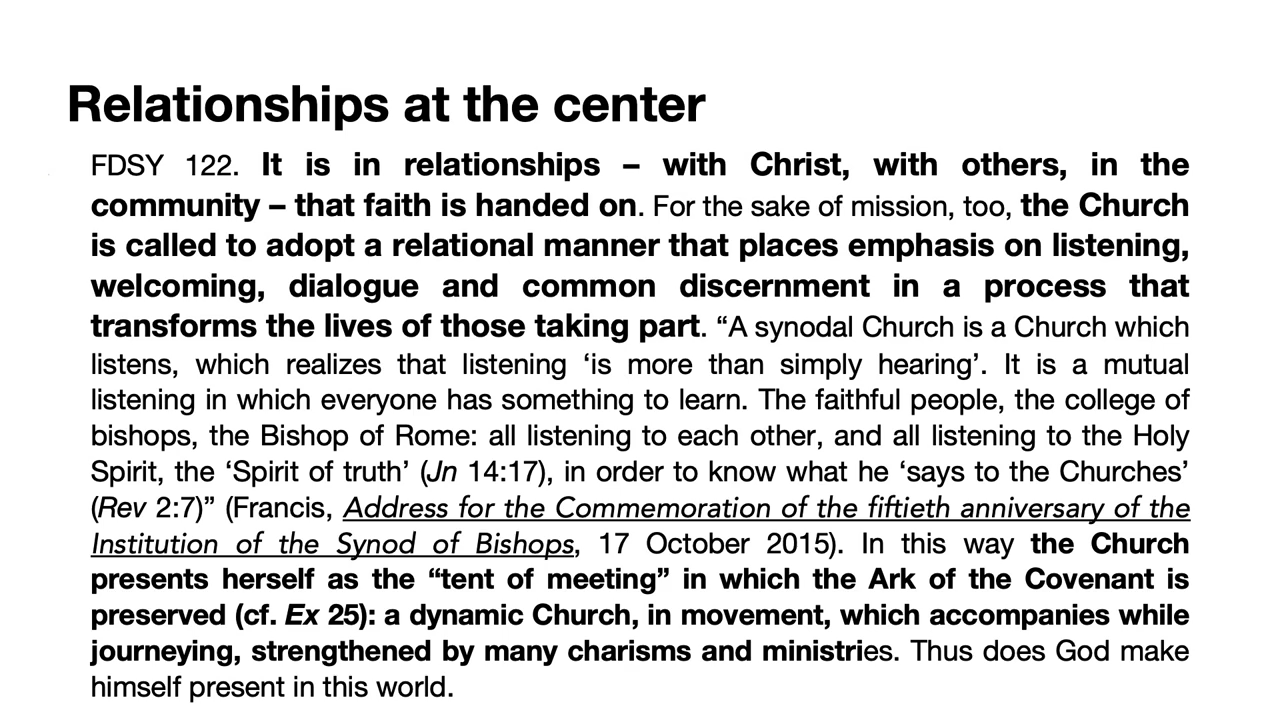 Relationships at the center
FDSY 122. It is in relationships – with Christ, with others, in the
community – that faith is handed on. For the sake of mission, too, the Church
is called to adopt a relational manner that places emphasis on listening,
welcoming, dialogue and common discernment in a process that
transforms the lives of those taking part. “A synodal Church is a Church which
listens, which realizes that listening ‘is more than simply hearing’. It is a mutual
listening in which everyone has something to learn. The faithful people, the college of
bishops, the Bishop of Rome: all listening to each other, and all listening to the Holy
Spirit, the ‘Spirit of truth’ (Jn 14:17), in order to know what he ‘says to the Churches’
(Rev 2:7)” (Francis, Address for the Commemoration of the fiftieth anniversary of the
Institution of the Synod of Bishops, 17 October 2015). In this way the Church
presents herself as the “tent of meeting” in which the Ark of the Covenant is
preserved (cf. Ex 25): a dynamic Church, in movement, which accompanies while
journeying, strengthened by many charisms and ministries. Thus does God make
himself present in this world.